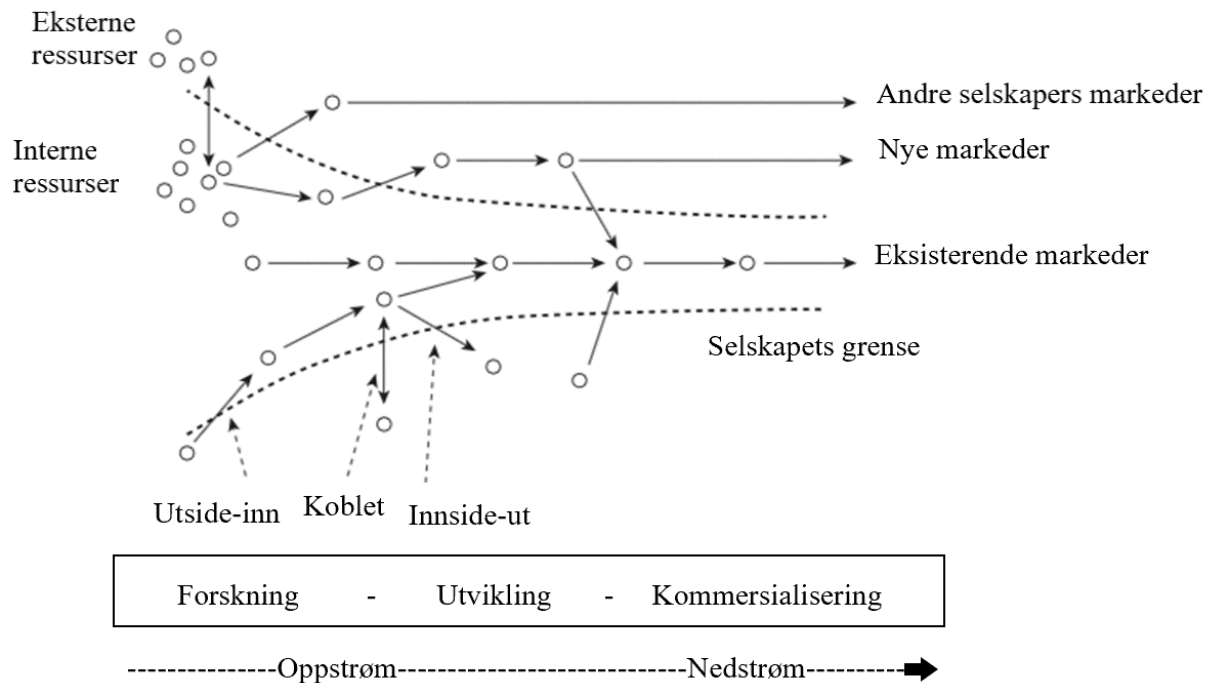 Eksterne
ressurser
Andre selskapers markeder
Interne
ressurser
Nye markeder
Eksisterende markeder
Selskapets grense
Utside-inn
Koblet
Innside-ut
Forskning - Utvikling - Kommersialisering
Oppstrøm
Nedstrøm